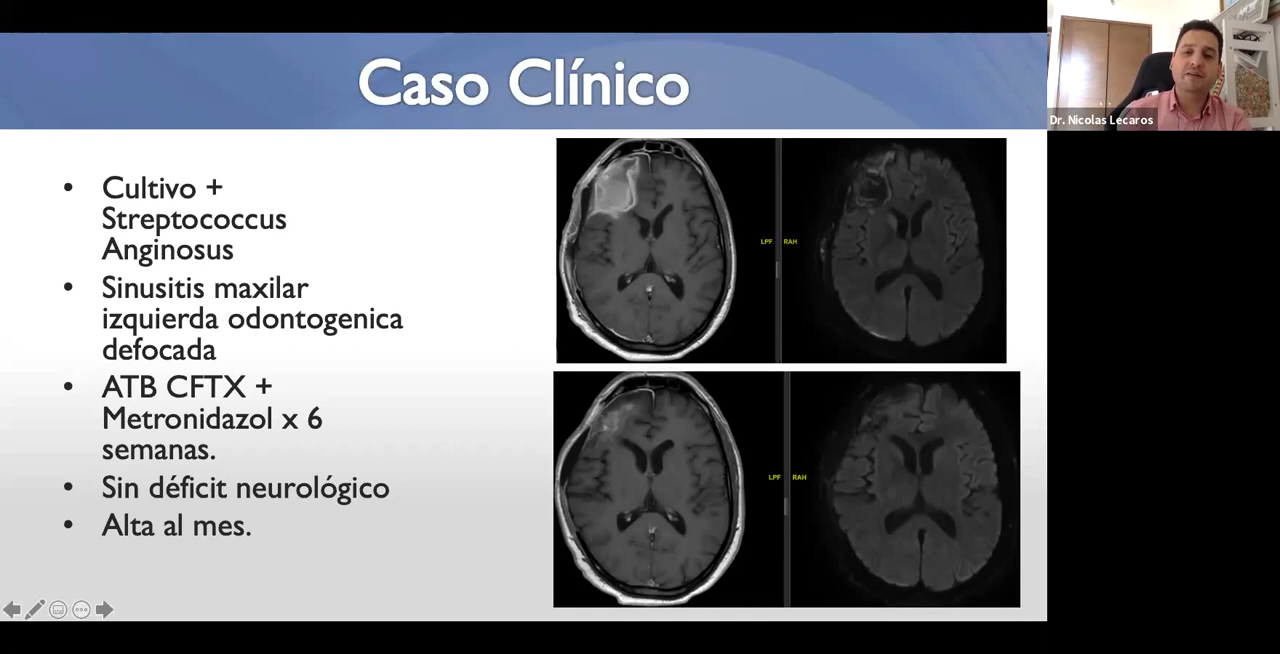 Caso Clínico
Dr. Nicolas Lecaros
• Cultivo +
Streptococcus
Anginosus
• Sinusitis maxilar
izquierda odontogenica
defocada
• ATB CFTX +
Metronidazol x 6
semanas.
• Sin déficit neurológico
• Alta al mes.
LPF RAH
LPF RAH